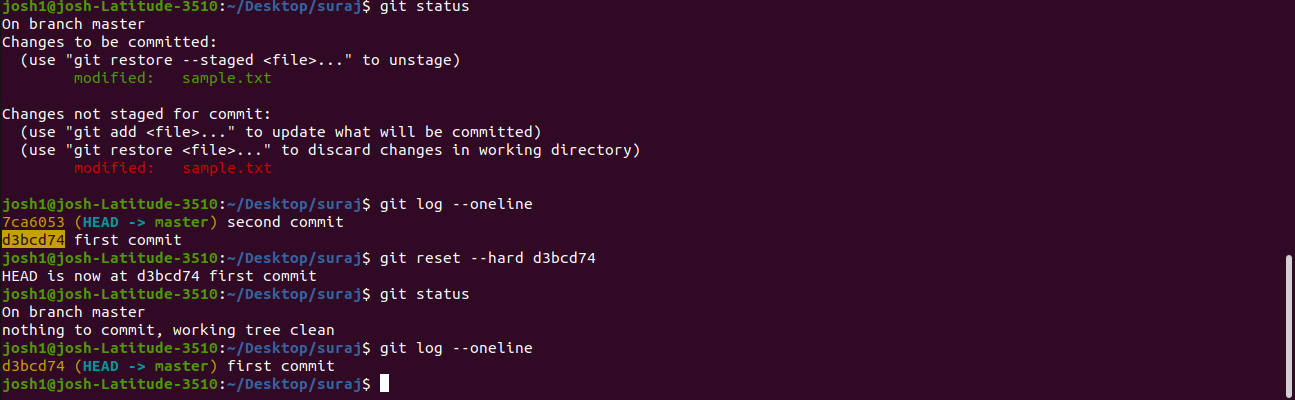 josh1@josh-Latitude-3510:~/Desktop/suraj$ git status
On branch master
Changes to be committed:
  (use "git restore --staged <file>..." to unstage)
        modified:   sample.txt

Changes not staged for commit:
  (use "git add <file>..." to update what will be committed)
  (use "git restore <file>..." to discard changes in working directory)
        modified:   sample.txt

josh1@josh-Latitude-3510:~/Desktop/suraj$ git log --oneline
7ca6053 (HEAD -> master) second commit
d3bcd74 first commit
josh1@josh-Latitude-3510:~/Desktop/suraj$ git reset --hard d3bcd74
HEAD is now at d3bcd74 first commit
josh1@josh-Latitude-3510:~/Desktop/suraj$ git status
On branch master
nothing to commit, working tree clean
josh1@josh-Latitude-3510:~/Desktop/suraj$ git log --oneline
d3bcd74 (HEAD -> master) first commit
josh1@josh-Latitude-3510:~/Desktop/suraj$